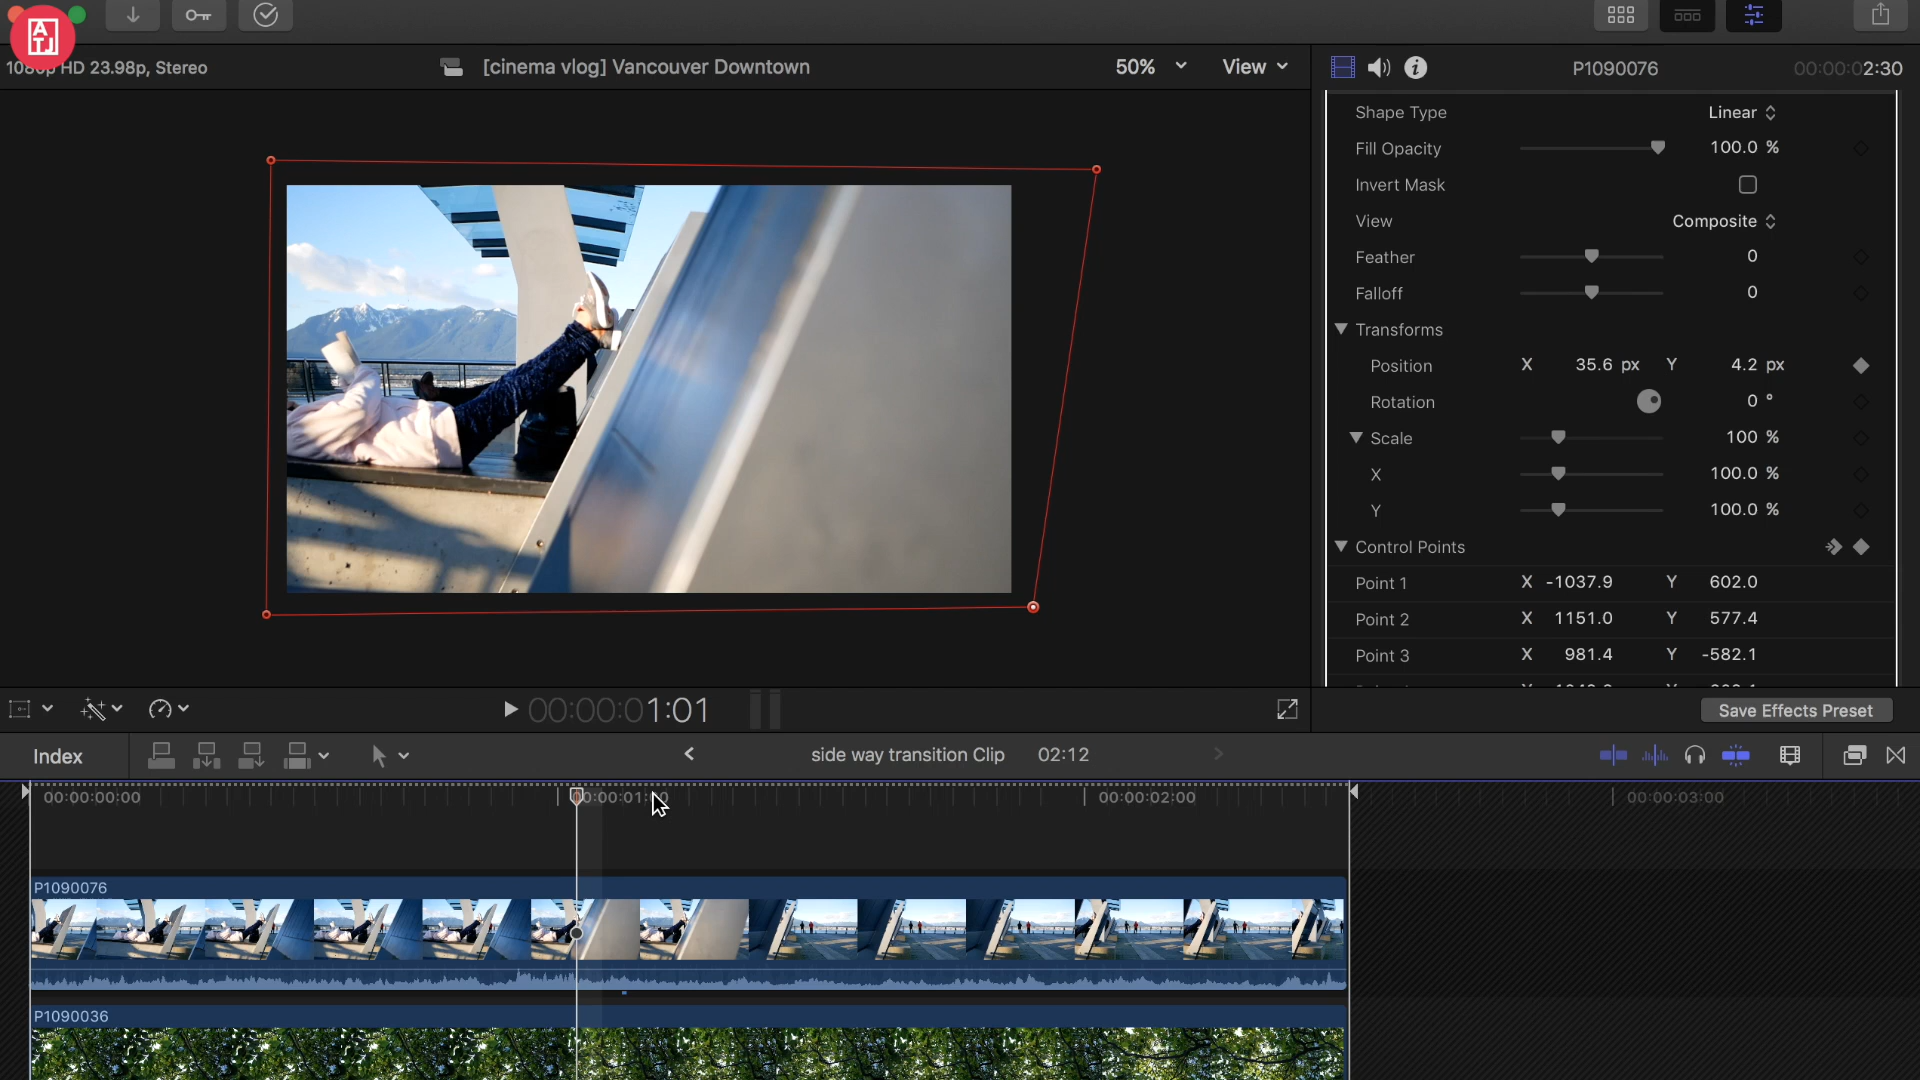 ATJ
1080p HD 23.98p, Stereo
[cinema vlog] Vancouver Downtown
50%
View
P1090076
00:00:02:30
Shape Type
Linear
Fill Opacity
100.0 %
Invert Mask
View
Composite
Feather
0
Falloff
0
Transforms
Position X 35.6 px Y 4.2 px
Rotation
0 °
Scale
100 %
X
100.0 %
Y
100.0 %
Control Points
Point 1 X -1037.9 Y 602.0
Point 2 X 1151.0 Y 577.4
Point 3 X 981.4 Y -582.1
00:00:01:01
Save Effects Preset
Index
side way transition Clip
02:12
00:00:00:00
00:00:02:00
00:00:03:00
P1090076
P1090036